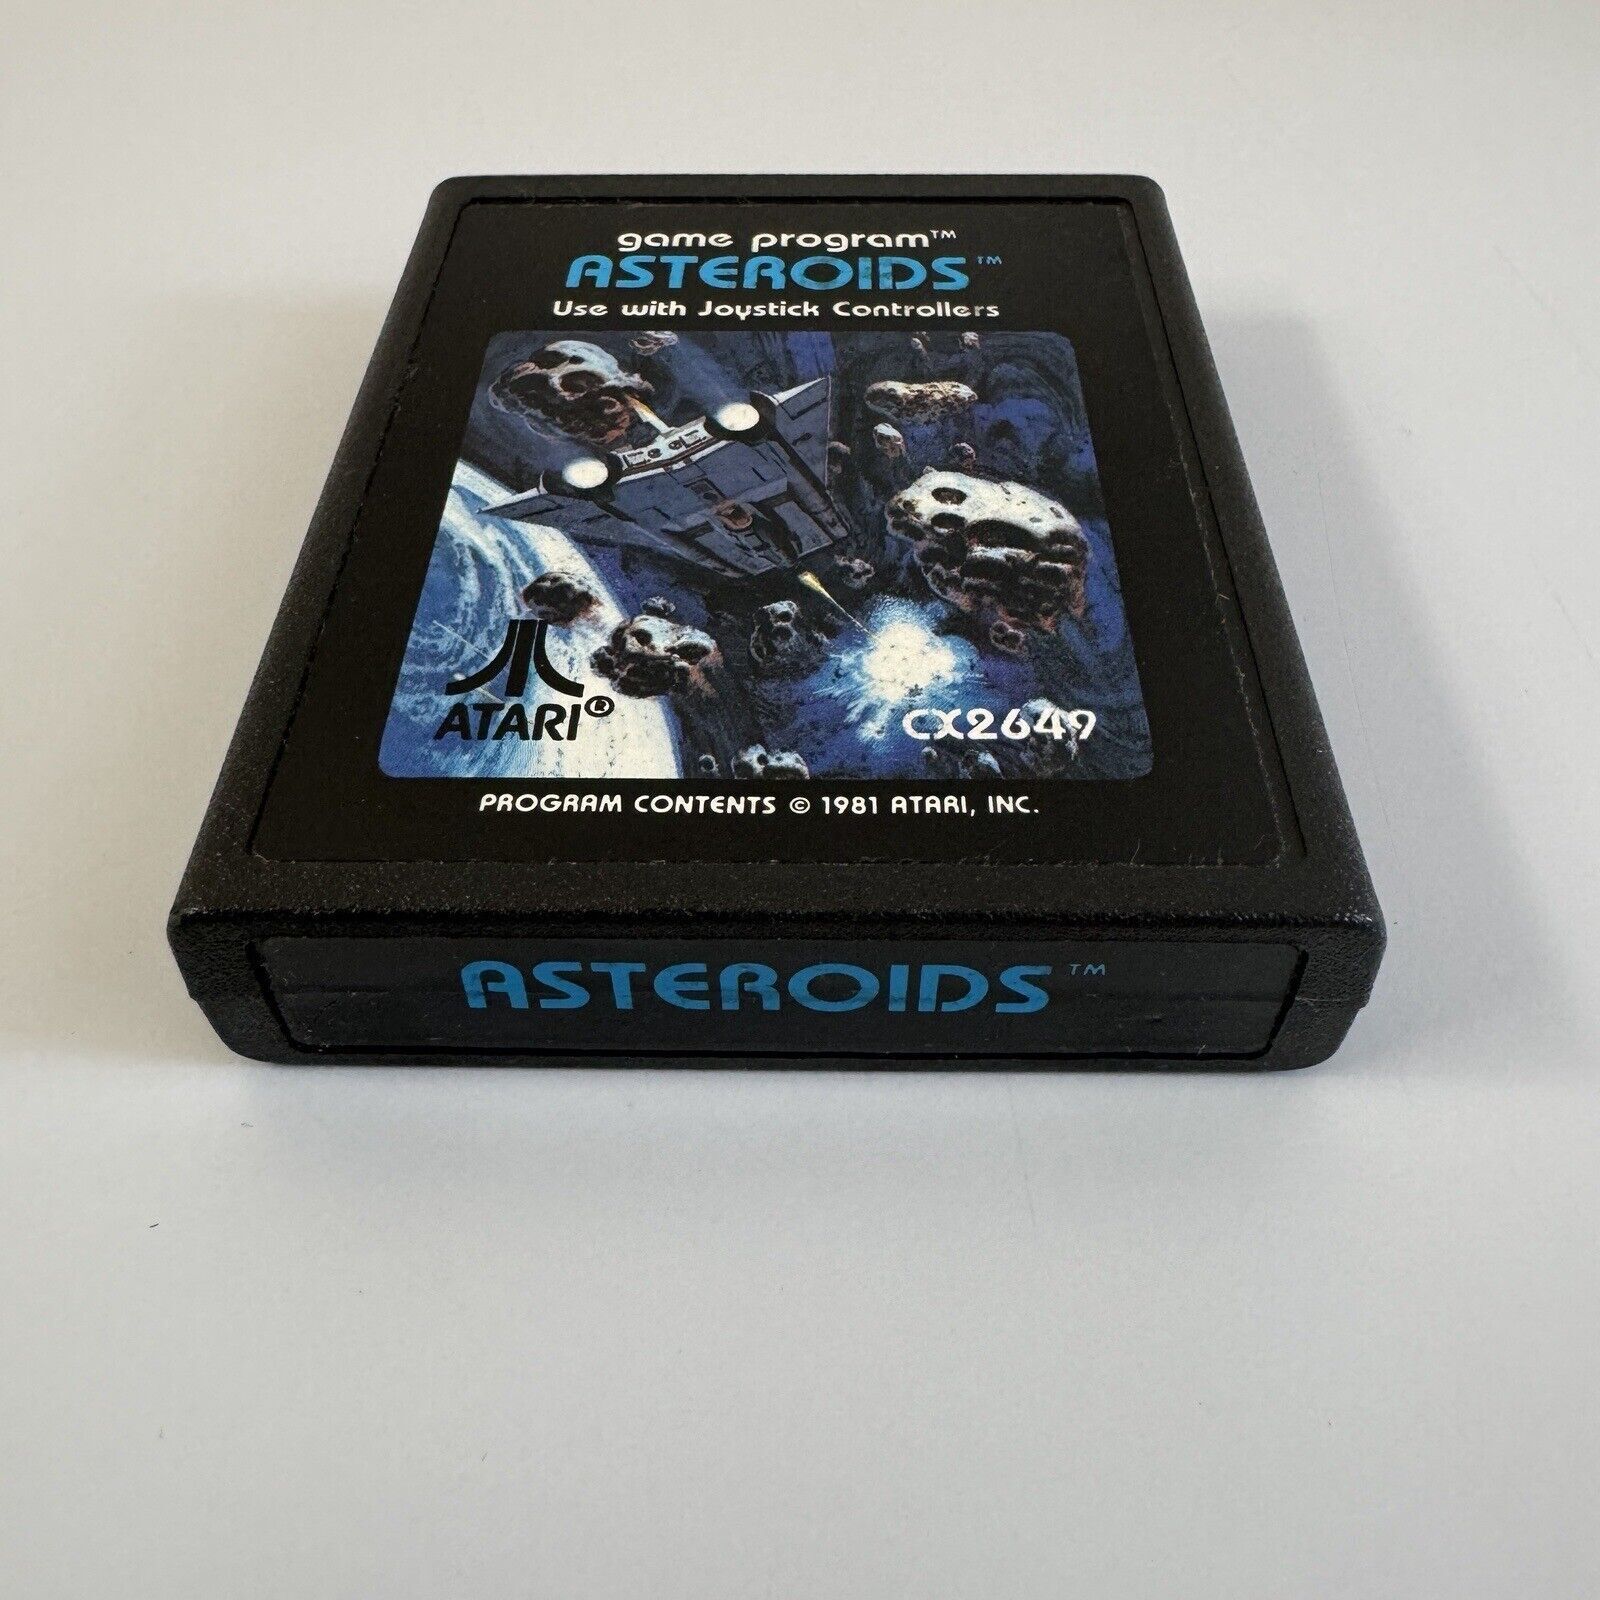 game program™
ASTEROIDS™
Use with Joystick Controllers
ATARI®
CX2649
PROGRAM CONTENTS © 1981 ATARI, INC.
ASTEROIDS™